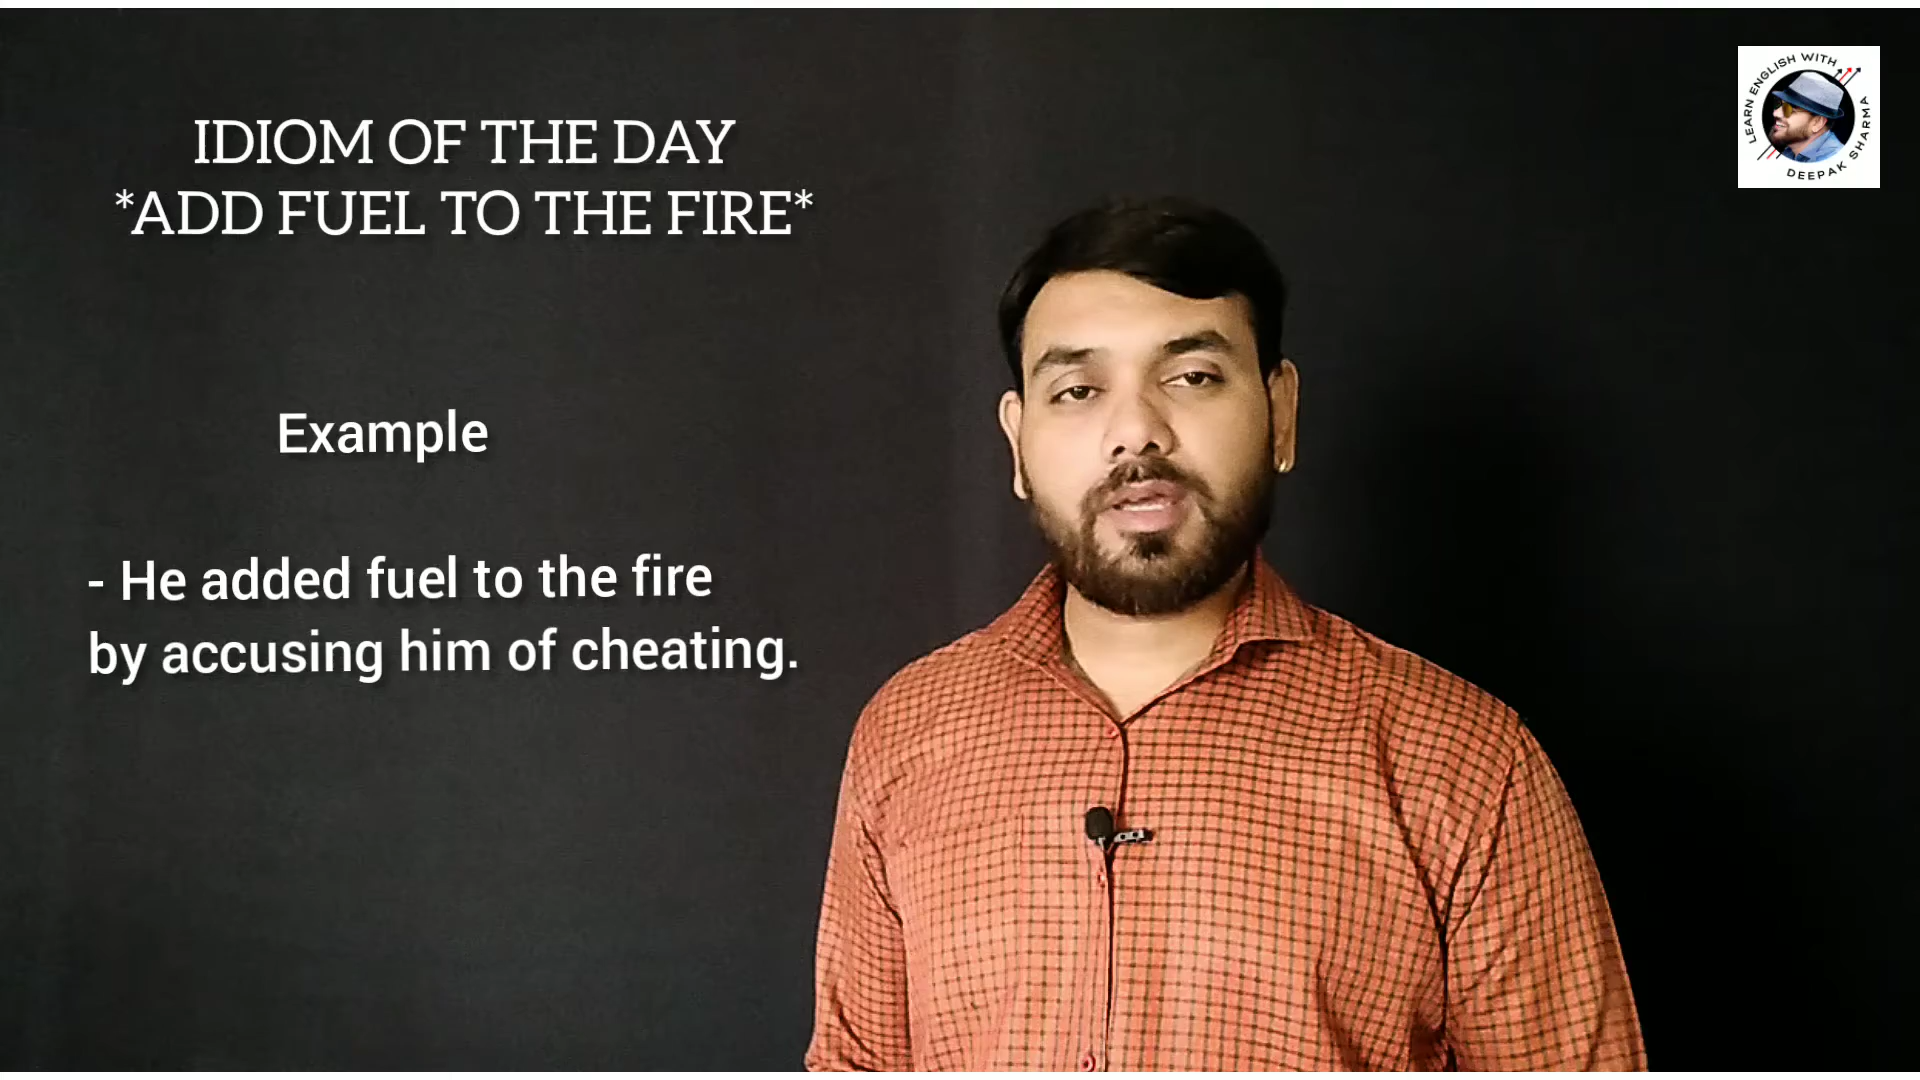 IDIOM OF THE DAY
*ADD FUEL TO THE FIRE*
Example
- He added fuel to the fire
by accusing him of cheating.
LEARN ENGLISH WITH
DEEPAK SHARMA